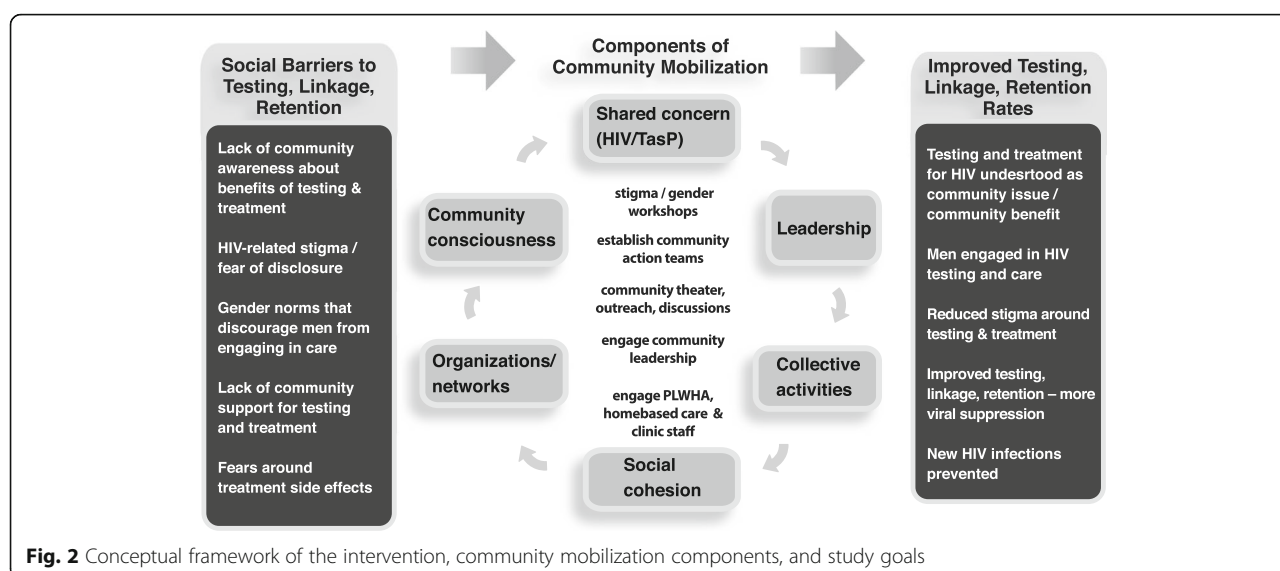 Social Barriers to
Testing, Linkage,
Retention
Lack of community
awareness about
benefits of testing &
treatment
HIV-related stigma /
fear of disclosure
Gender norms that
discourage men from
engaging in care
Lack of community
support for testing
and treatment
Fears around
treatment side effects
Components of
Community Mobilization
Shared concern
(HIV/TasP)
Leadership
Collective
activities
Social
cohesion
Organizations/
networks
Community
consciousness
stigma / gender
workshops
establish community
action teams
community theater,
outreach, discussions
engage community
leadership
engage PLWHA,
homebased care &
clinic staff
Improved Testing,
Linkage, Retention
Rates
Testing and treatment
for HIV undesrtood as
community issue /
community benefit
Men engaged in HIV
testing and care
Reduced stigma around
testing & treatment
Improved testing,
linkage, retention – more
viral suppression
New HIV infections
prevented
Fig. 2 Conceptual framework of the intervention, community mobilization components, and study goals